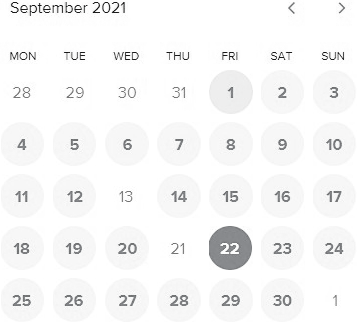 September 2021
MON TUE WED THU FRI SAT SUN
28 29 30 31 1 2 3
4 5 6 7 8 9 10
11 12 13 14 15 16 17
18 19 20 21 22 23 24
25 26 27 28 29 30 1